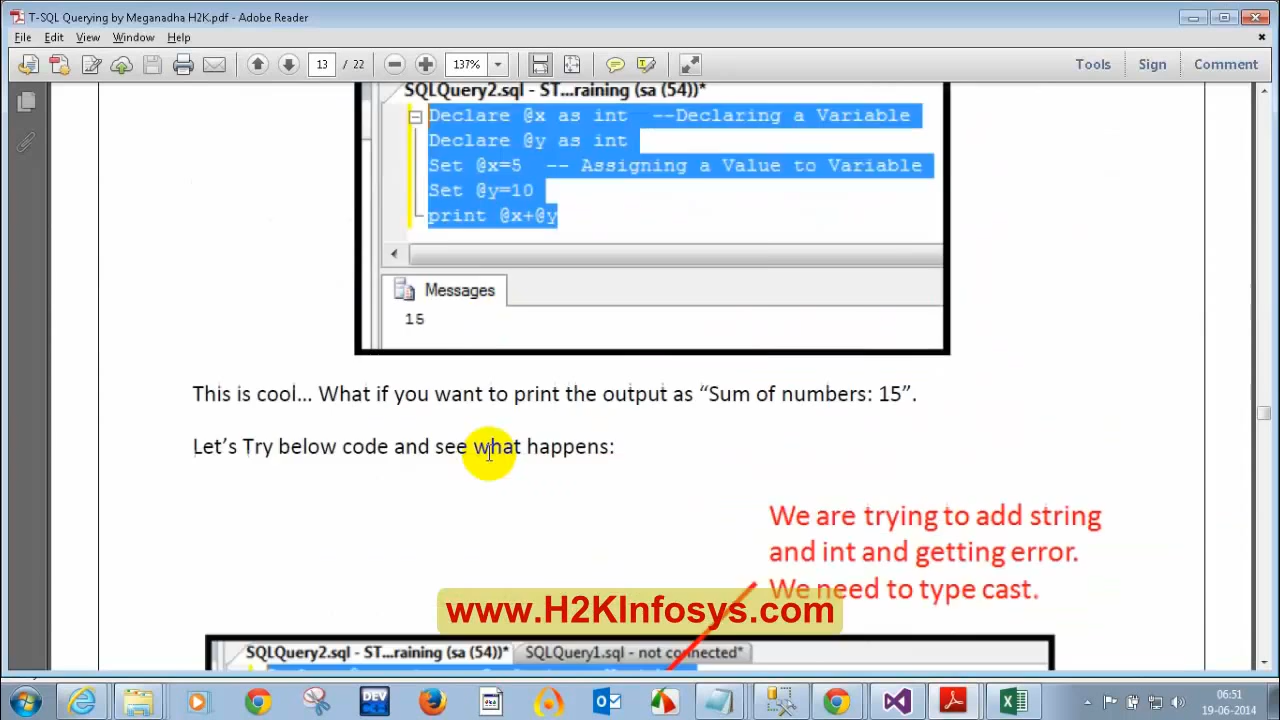 T-SQL Querying by Meganadha H2K.pdf - Adobe Reader
File Edit View Window Help
13 / 22 137% Tools Sign Comment
SQLQuery2.sql - ST...raining (sa (54))*
Declare @x as int --Declaring a Variable
Declare @y as int
Set @x=5 -- Assigning a Value to Variable
Set @y=10
print @x+@y
Messages
15
This is cool... What if you want to print the output as “Sum of numbers: 15”.
Let’s Try below code and see what happens:
We are trying to add string
and int and getting error.
We need to type cast.
www.H2KInfosys.com
SQLQuery2.sql - ST...raining (sa (54))* SQLQuery1.sql - not connected*
DEV
06:51
19-06-2014